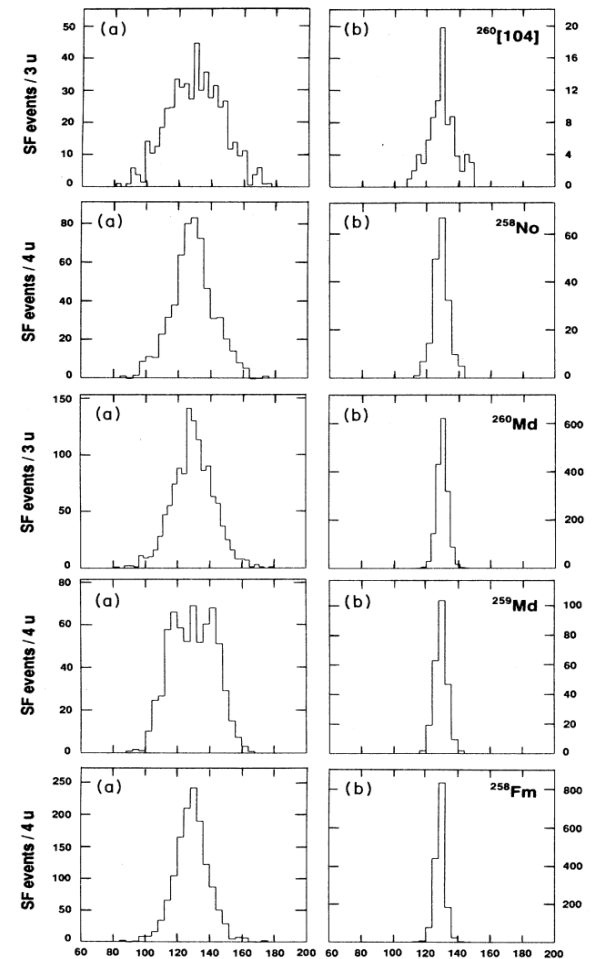 50 (a) (b) ²⁶⁰[104] 20
40 16
30 12
20 8
10 4
0 0
SF events / 3 u
(a) (b) ²⁵⁸No
80 60
60
40 40
20 20
0 0
SF events / 4 u
150 (a) (b) ²⁶⁰Md 600
100 400
50 200
0 0
SF events / 3 u
80 (a) (b) ²⁵⁹Md 100
60 80
40 60
20 40
0 20
0
SF events / 4 u
250 (a) (b) ²⁵⁸Fm 800
200 600
150 400
100 200
50
0
SF events / 4 u
60 80 100 120 140 160 180 200 60 80 100 120 140 160 180 200